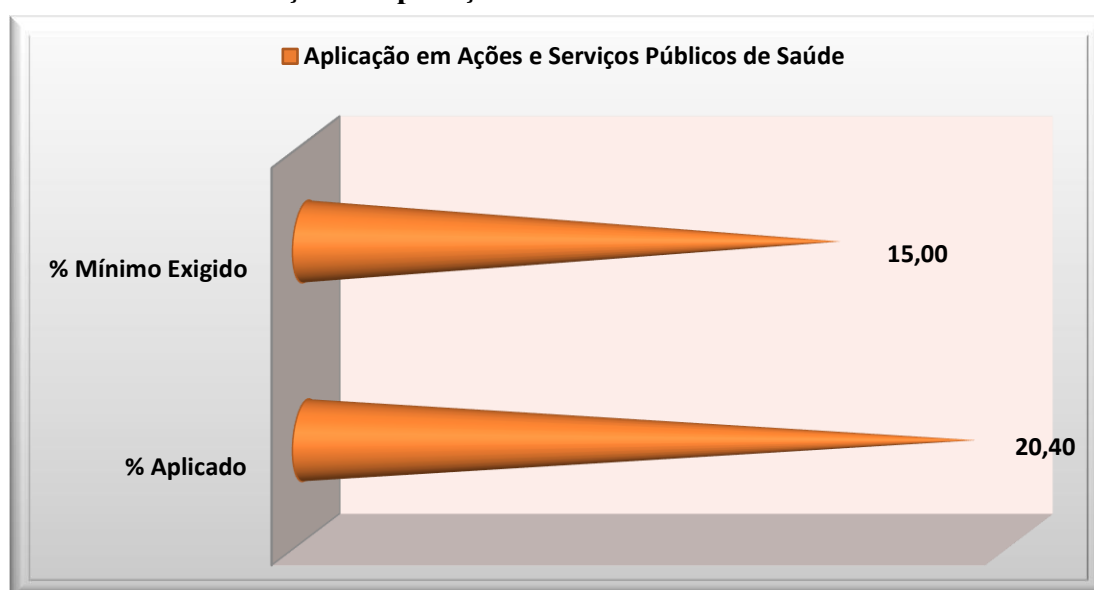 Aplicação em Ações e Serviços Públicos de Saúde
% Mínimo Exigido
15,00
% Aplicado
20,40